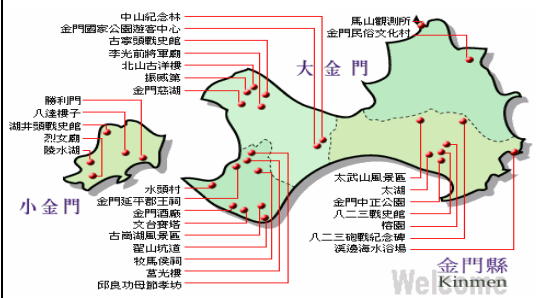 中山紀念林
金門國家公園遊客中心
古寧頭戰史館
李光前將軍廟
北山古洋樓
振威第
金門慈湖
馬山觀測所
金門民俗文化村
大金門
勝利門
八達樓子
湖井頭戰史館
烈女廟
陵水湖
小金門
水頭村
金門延平郡王祠
金門酒廠
文台寶塔
古崗湖風景區
翟山坑道
牧馬侯祠
莒光樓
邱良功母節孝坊
太武山風景區
太湖
金門中正公園
八二三戰史館
榕園
八二三砲戰紀念碑
溪邊海水浴場
金門縣
Welcome
Kinmen